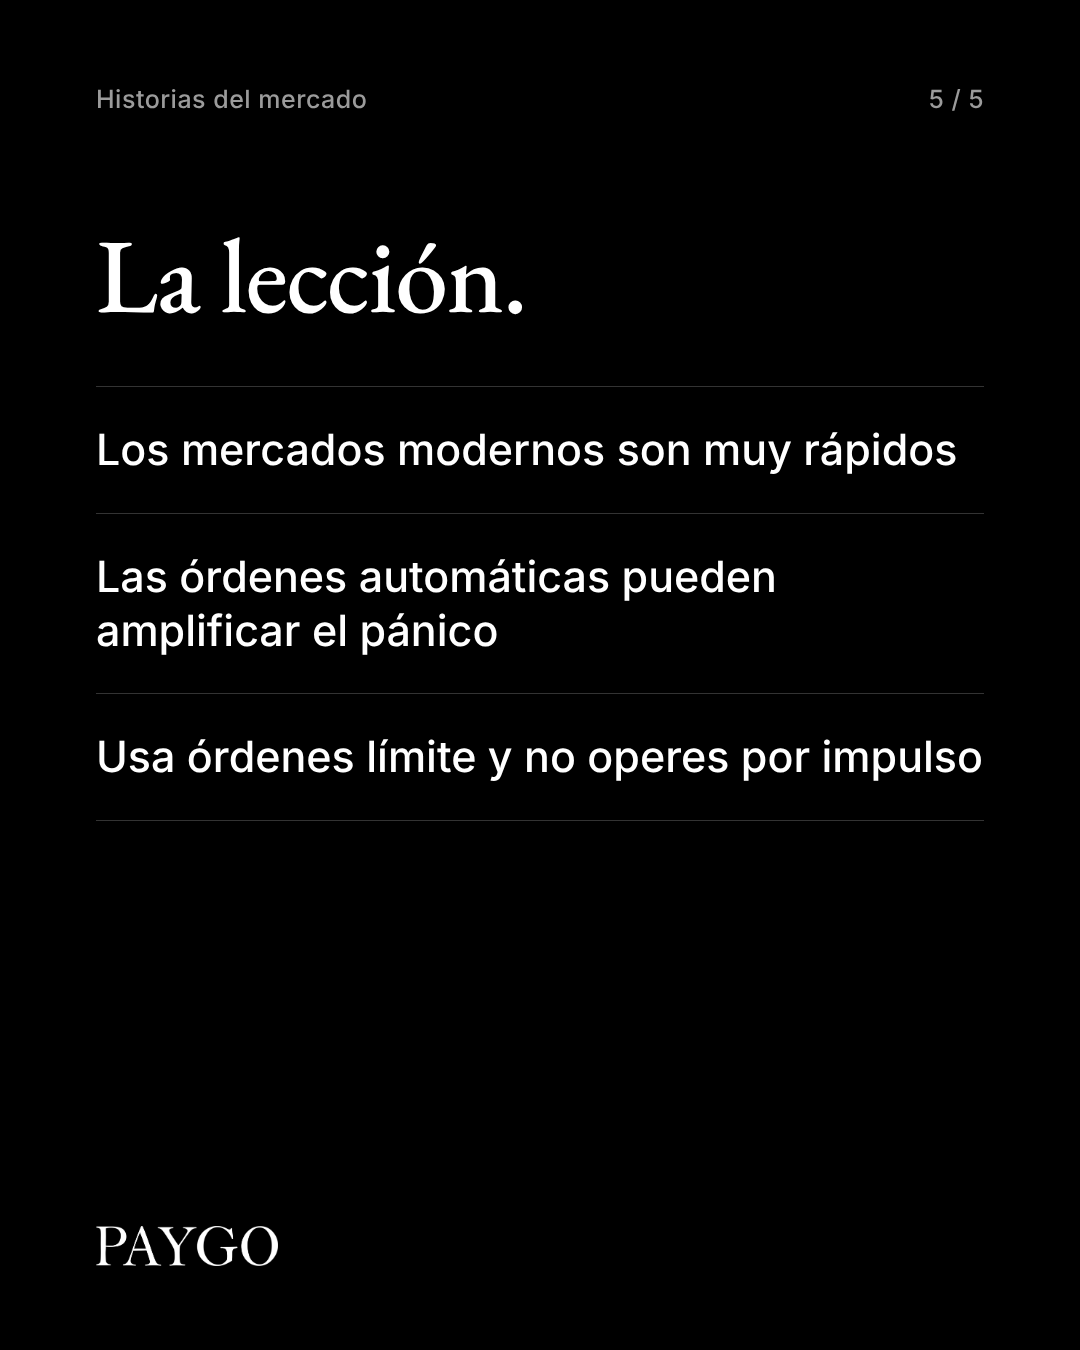 Historias del mercado
5 / 5
La lección.
Los mercados modernos son muy rápidos
Las órdenes automáticas pueden
amplificar el pánico
Usa órdenes límite y no operes por impulso
PAYGO